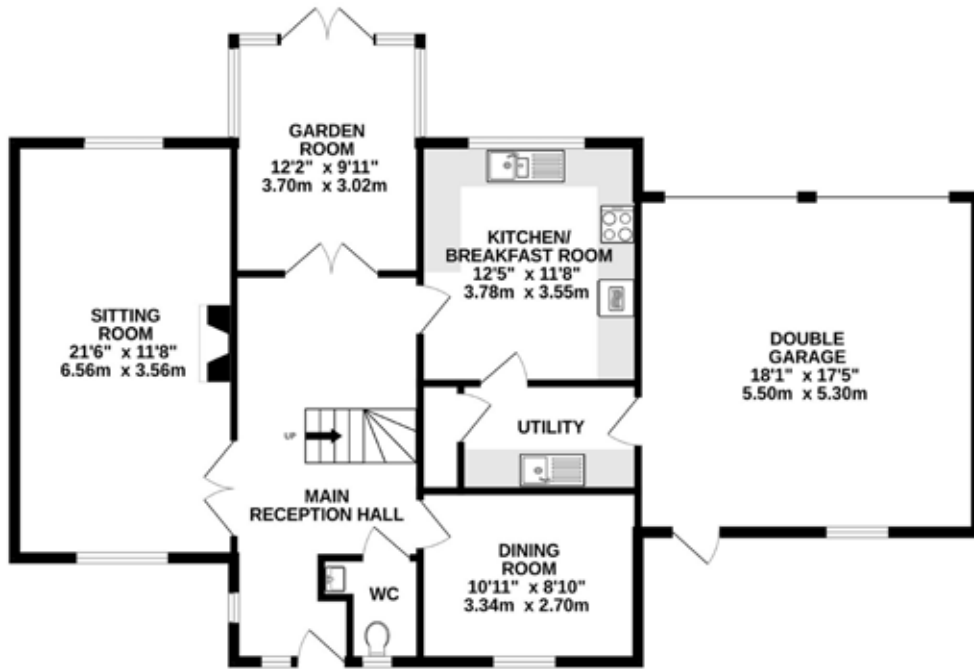 GARDEN
ROOM
12'2" x 9'11"
3.70m x 3.02m
KITCHEN/
BREAKFAST ROOM
12'5" x 11'8"
3.78m x 3.55m
SITTING
ROOM
21'6" x 11'8"
6.56m x 3.56m
DOUBLE
GARAGE
18'1" x 17'5"
5.50m x 5.30m
UP
UTILITY
MAIN
RECEPTION HALL
DINING
ROOM
10'11" x 8'10"
3.34m x 2.70m
WC